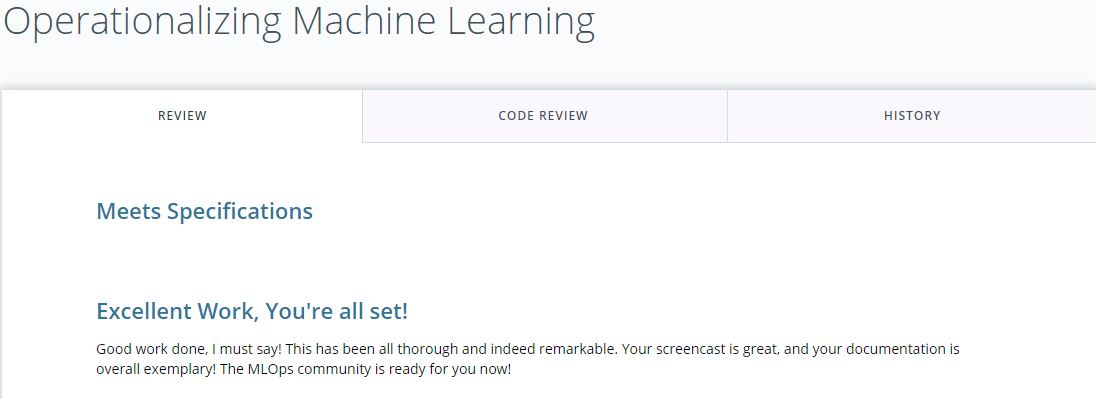 Operationalizing Machine Learning
REVIEW
CODE REVIEW
HISTORY
Meets Specifications
Excellent Work, You're all set!
Good work done, I must say! This has been all thorough and indeed remarkable. Your screencast is great, and your documentation is
overall exemplary! The MLOps community is ready for you now!